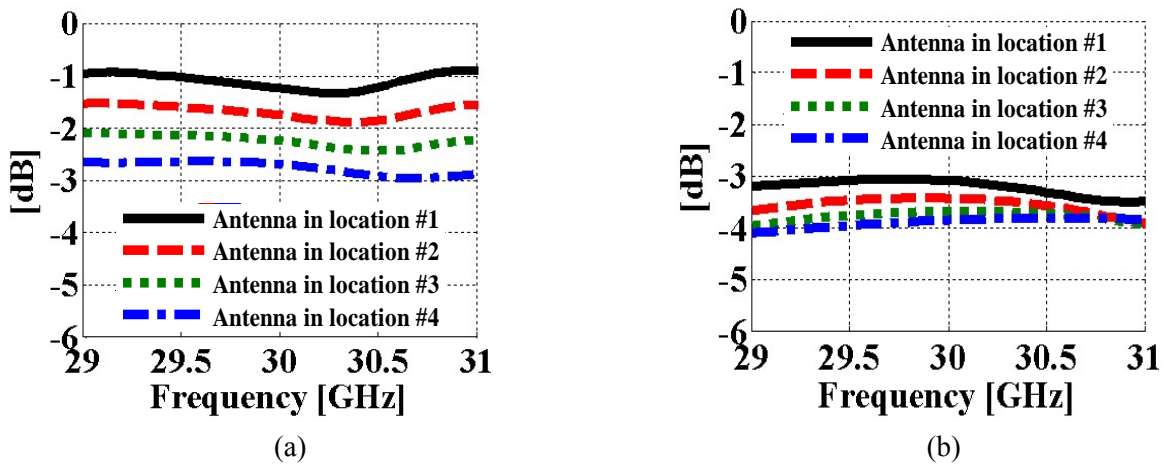 0
-1
-2
-3
-4
-5
-6
[dB]
Antenna in location #1
Antenna in location #2
Antenna in location #3
Antenna in location #4
29 29.5 30 30.5 31
Frequency [GHz]
(a)
0
-1
-2
-3
-4
-5
-6
[dB]
Antenna in location #1
Antenna in location #2
Antenna in location #3
Antenna in location #4
29 29.5 30 30.5 31
Frequency [GHz]
(b)